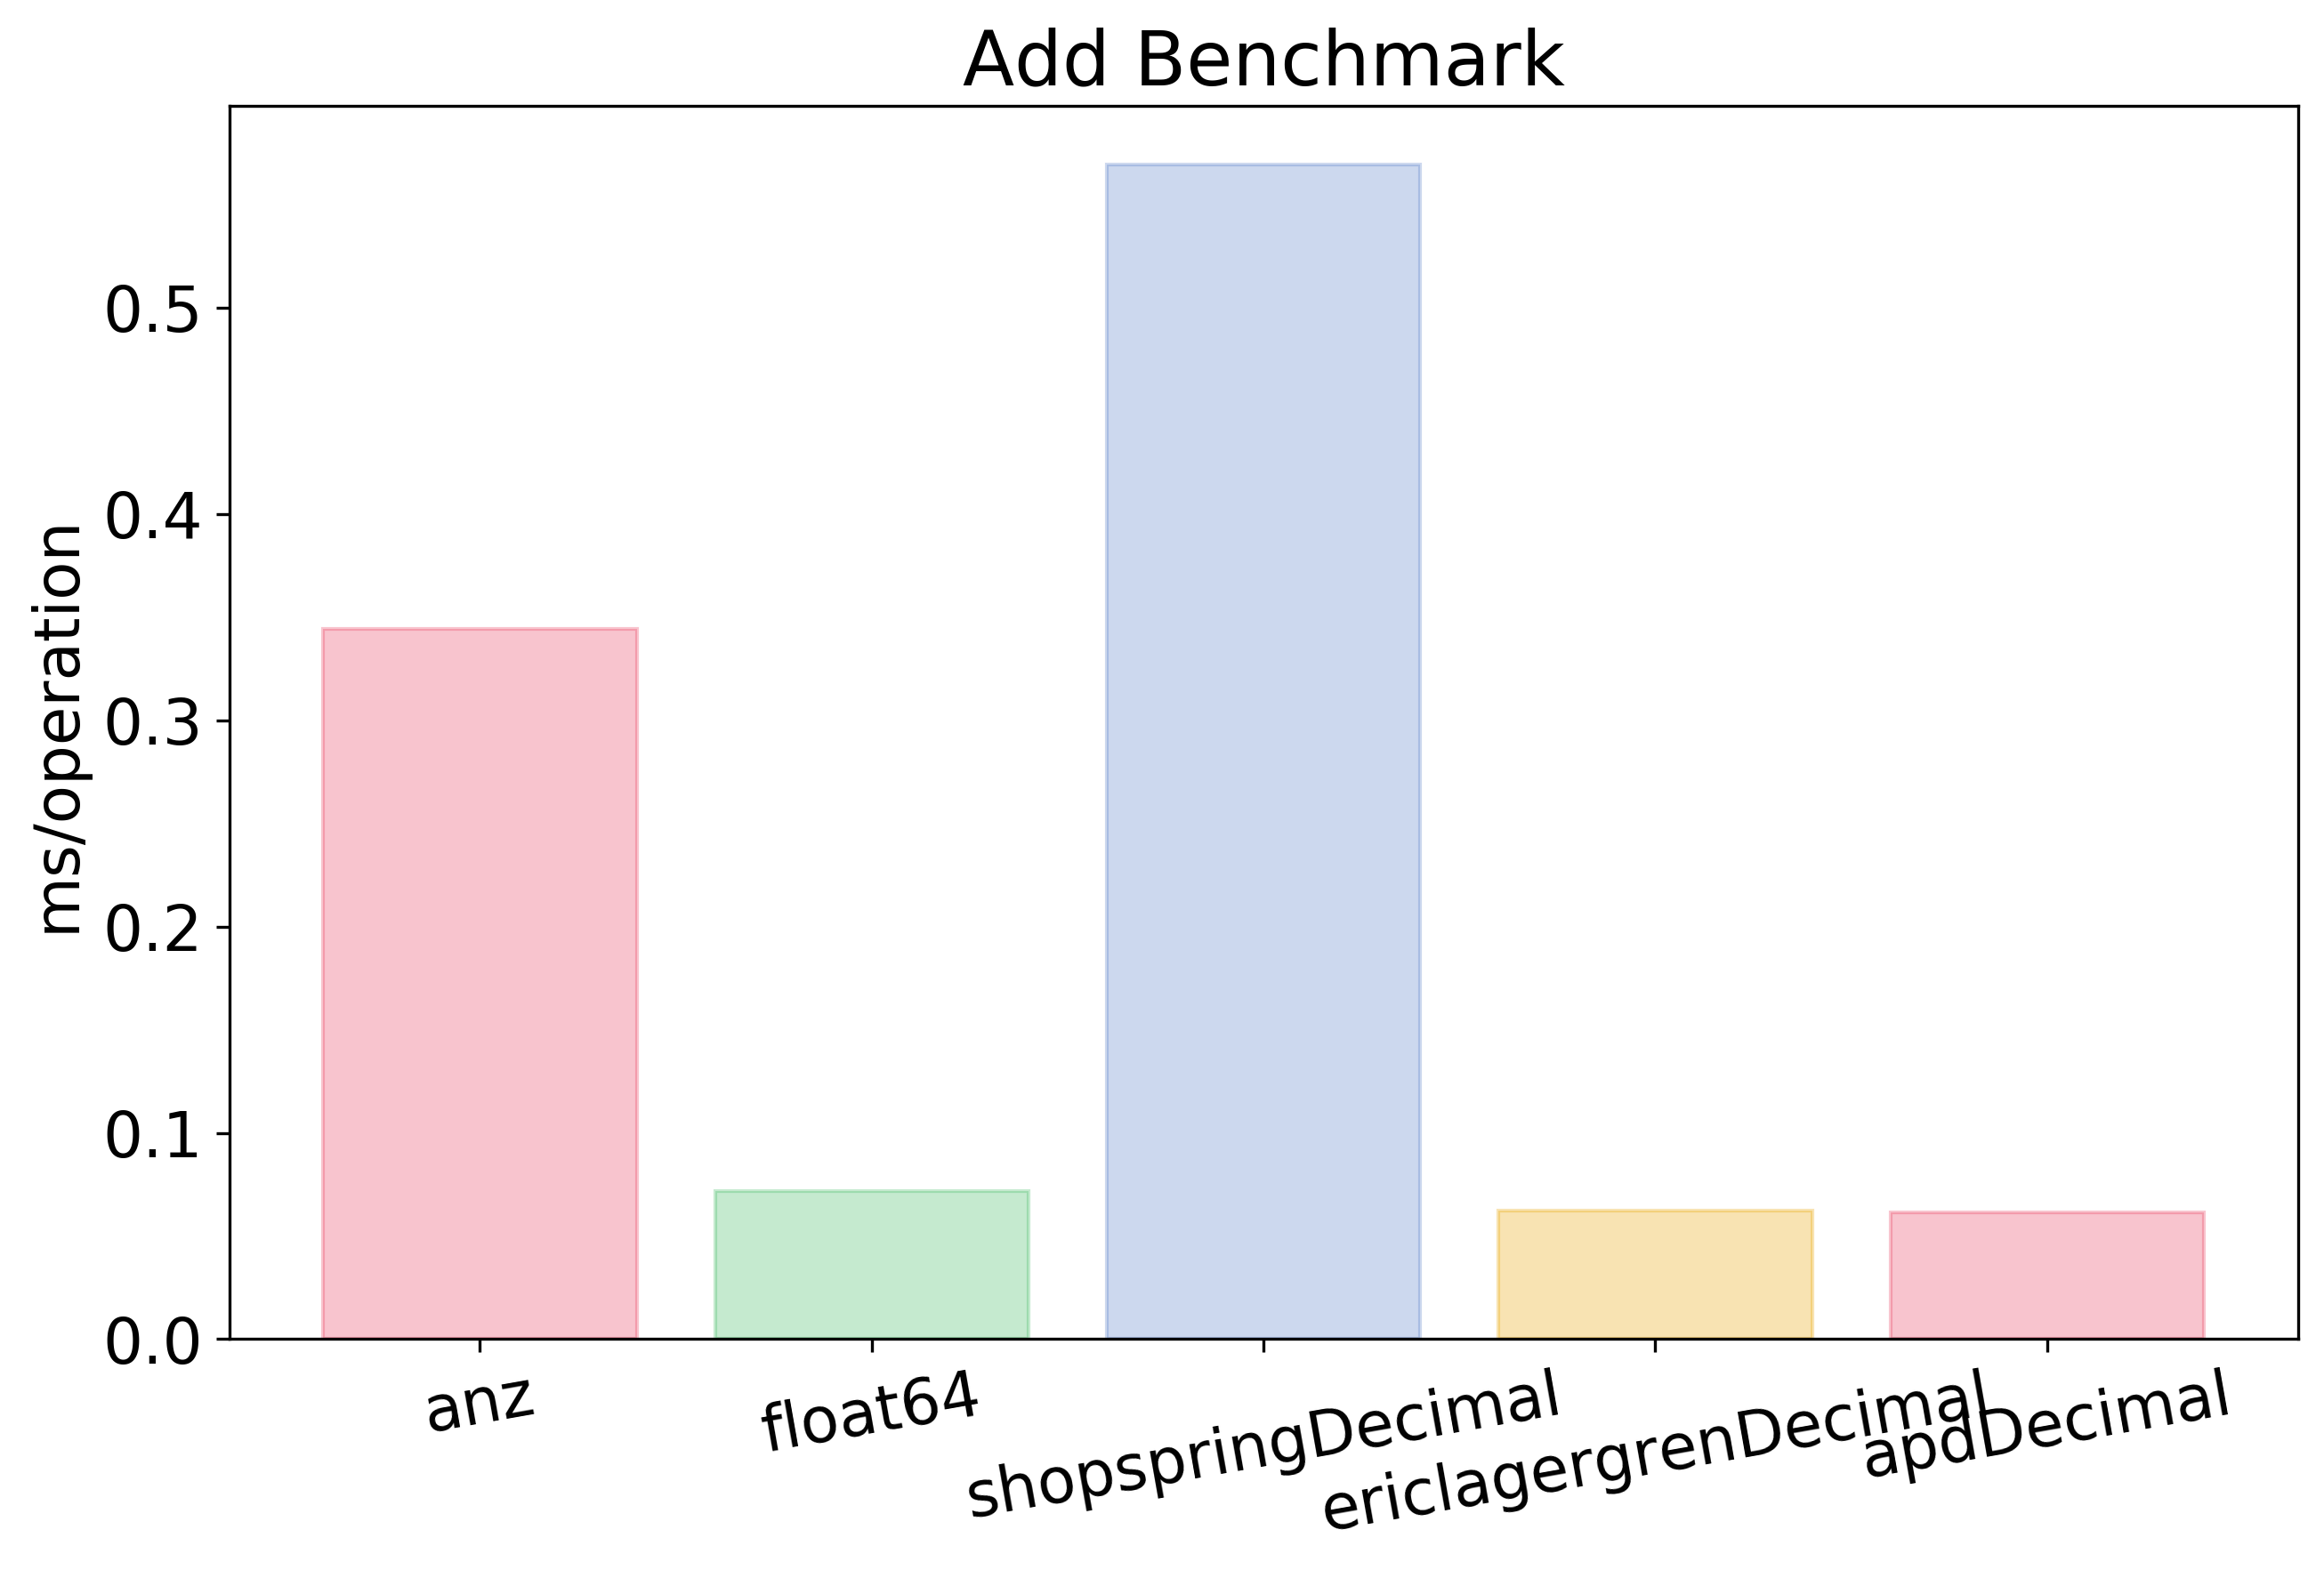 Add Benchmark
ms/operation
0.5
0.4
0.3
0.2
0.1
0.0
anz
float64
shopspringDecimal
ericlagergrenDecimal
apdDecimal